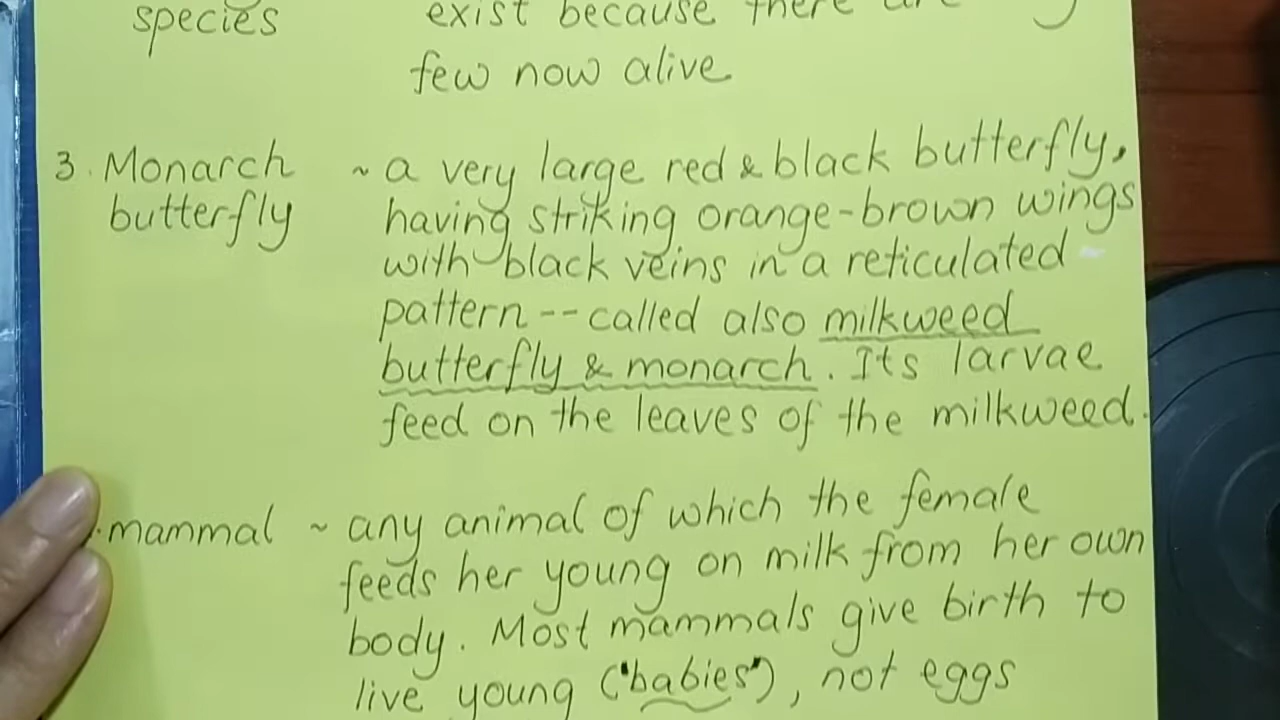 species exist because there
few now alive
3. Monarch ~ a very large red & black butterfly,
butterfly having striking orange-brown wings
with black veins in a reticulated
pattern -- called also milkweed
butterfly & monarch. Its larvae
feed on the leaves of the milkweed.
mammal ~ any animal of which the female
feeds her young on milk from her own
body. Most mammals give birth to
live young ("babies"), not eggs